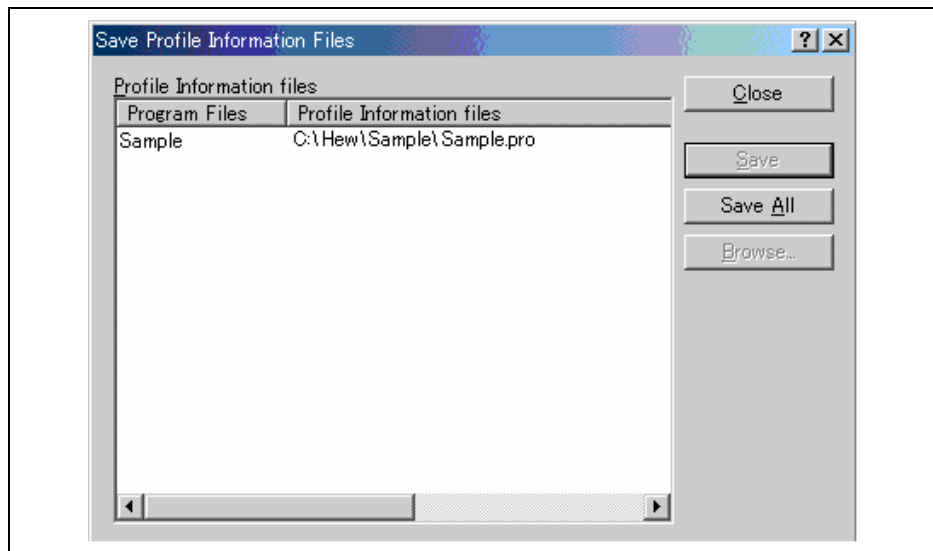 Save Profile Information Files
Profile Information files
Program Files Profile Information files
Sample C:\Hew\Sample\Sample.pro
Close
Save
Save All
Browse...